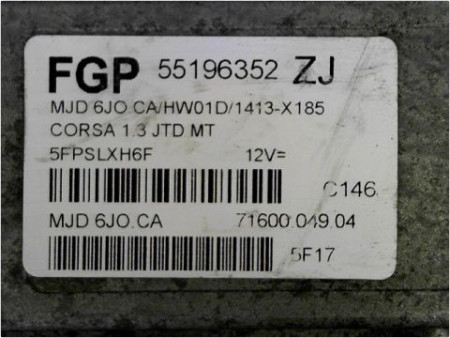 FGP 55196352 ZJ
MJD 6JO.CA/HW01D/1413-X185
CORSA 1.3 JTD MT
5FPSLXH6F 12V=
C146
MJD 6JO.CA 71600.049.04
5F17